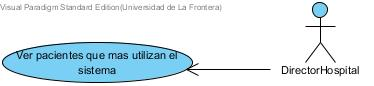 Visual Paradigm Standard Edition(Universidad de La Frontera)
Ver pacientes que mas utilizan el
sistema
DirectorHospital